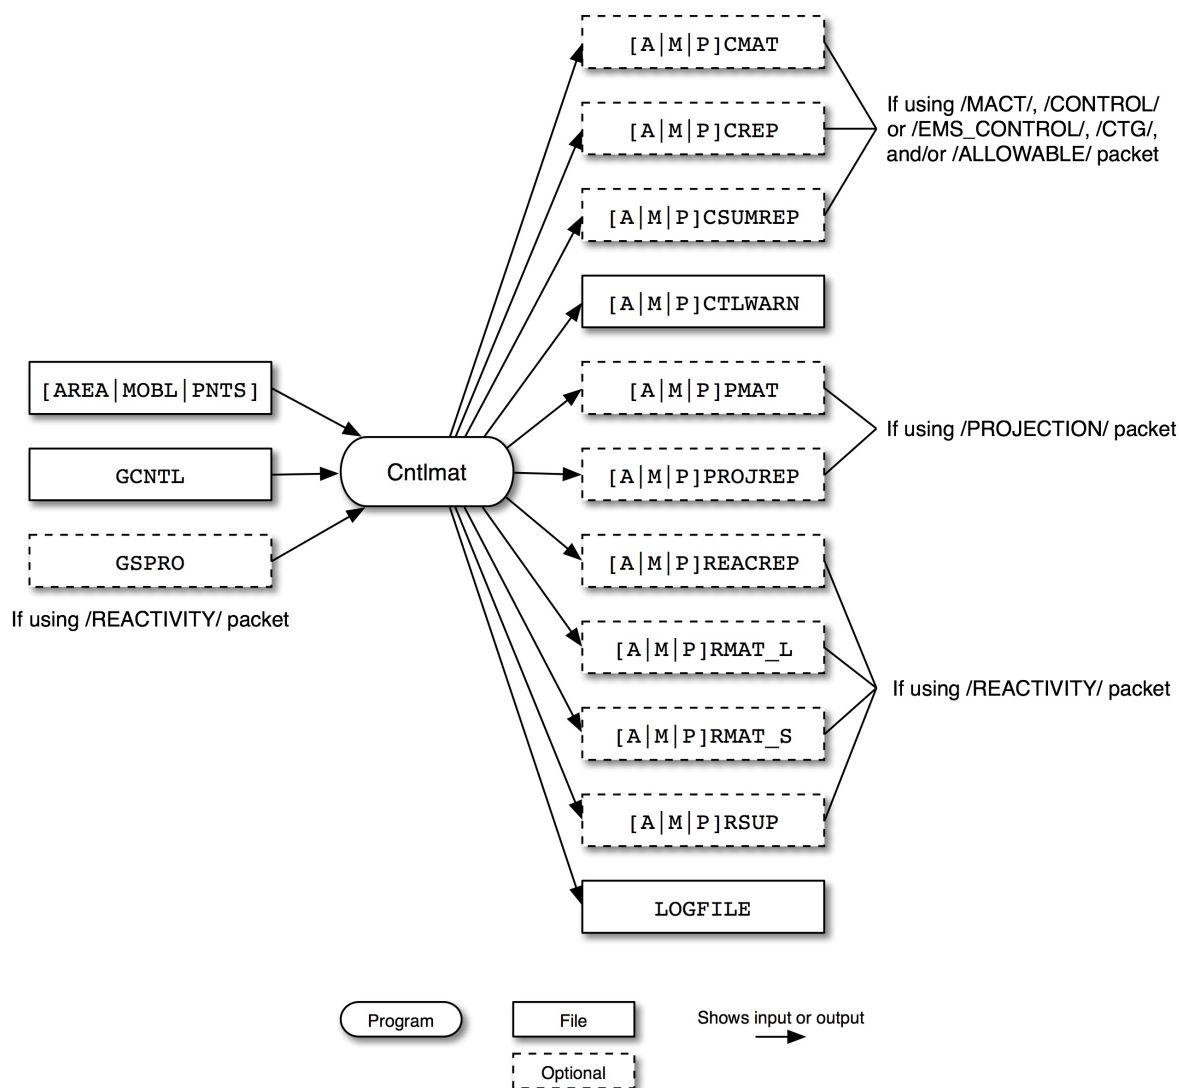 [A|M|P]CMAT
[A|M|P]CREP
[A|M|P]CSUMREP
If using /MACT/, /CONTROL/
or /EMS_CONTROL/, /CTG/,
and/or /ALLOWABLE/ packet
[A|M|P]CTLWARN
[AREA|MOBL|PNTS]
[A|M|P]PMAT
If using /PROJECTION/ packet
GCNTL
Cntlmat
[A|M|P]PROJREP
GSPRO
If using /REACTIVITY/ packet
[A|M|P]REACREP
[A|M|P]RMAT_L
If using /REACTIVITY/ packet
[A|M|P]RMAT_S
[A|M|P]RSUP
LOGFILE
Program
File
Shows input or output
Optional